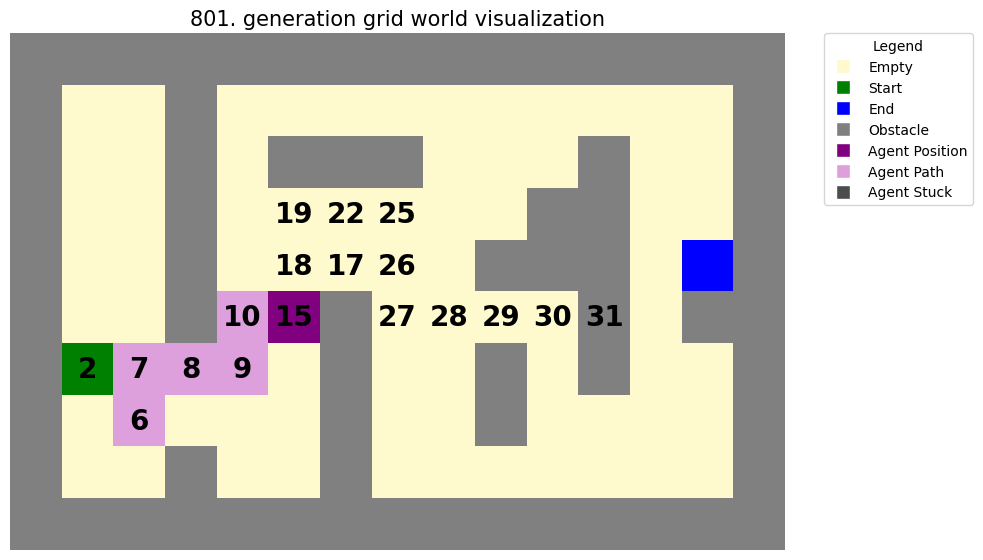 801. generation grid world visualization
Legend
Empty
Start
End
Obstacle
Agent Position
Agent Path
Agent Stuck
19 22 25
18 17 26
10 15 27 28 29 30 31
2 7 8 9
6